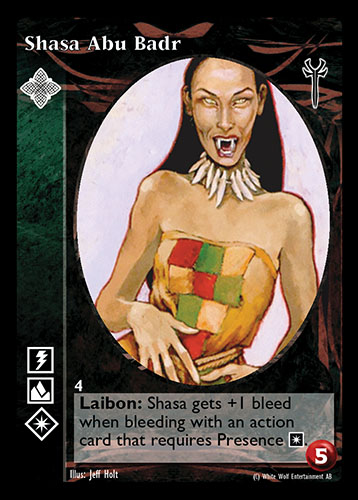 Shasa Abu Badr
4
Laibon: Shasa gets +1 bleed
when bleeding with an action
card that requires Presence .
5
Illus: Jeff Holt
(C) White Wolf Entertainment AB